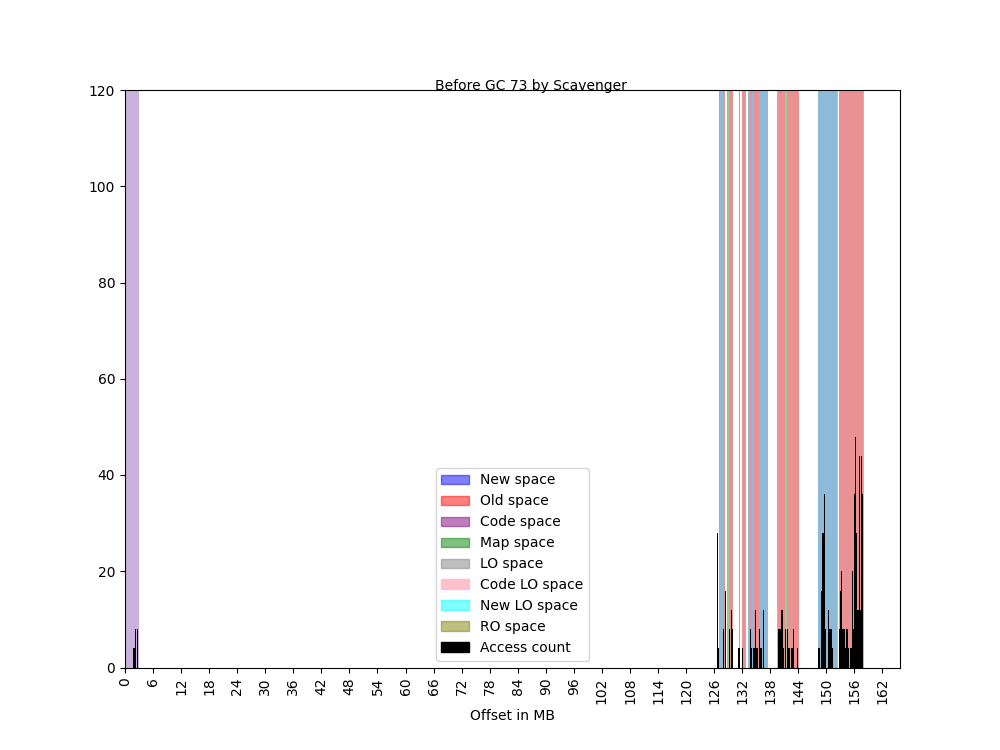 Before GC 73 by Scavenger
120
100
80
60
40
20
0
New space
Old space
Code space
Map space
LO space
Code LO space
New LO space
RO space
Access count
0 6 12 18 24 30 36 42 48 54 60 66 72 78 84 90 96 102 108 114 120 126 132 138 144 150 156 162
Offset in MB